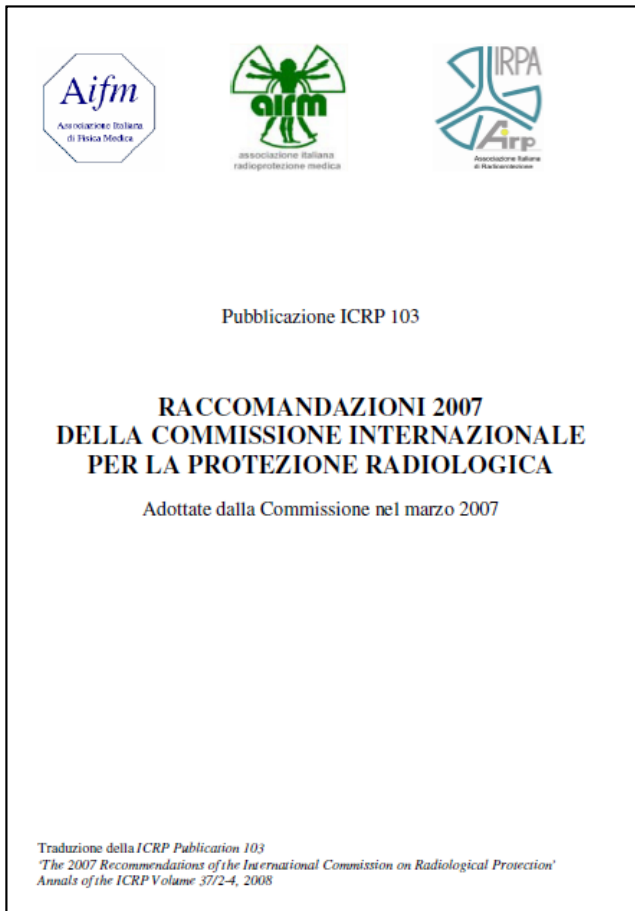 Aifm
Associazione Italiana
di Fisica Medica
airm
associazione italiana
radioprotezione medica
IRPA
Airp
Associazione Italiana
di Radioprotezione
Pubblicazione ICRP 103
RACCOMANDAZIONI 2007
DELLA COMMISSIONE INTERNAZIONALE
PER LA PROTEZIONE RADIOLOGICA
Adottate dalla Commissione nel marzo 2007
Traduzione della ICRP Publication 103
'The 2007 Recommendations of the International Commission on Radiological Protection'
Annals of the ICRP Volume 37/2-4, 2008